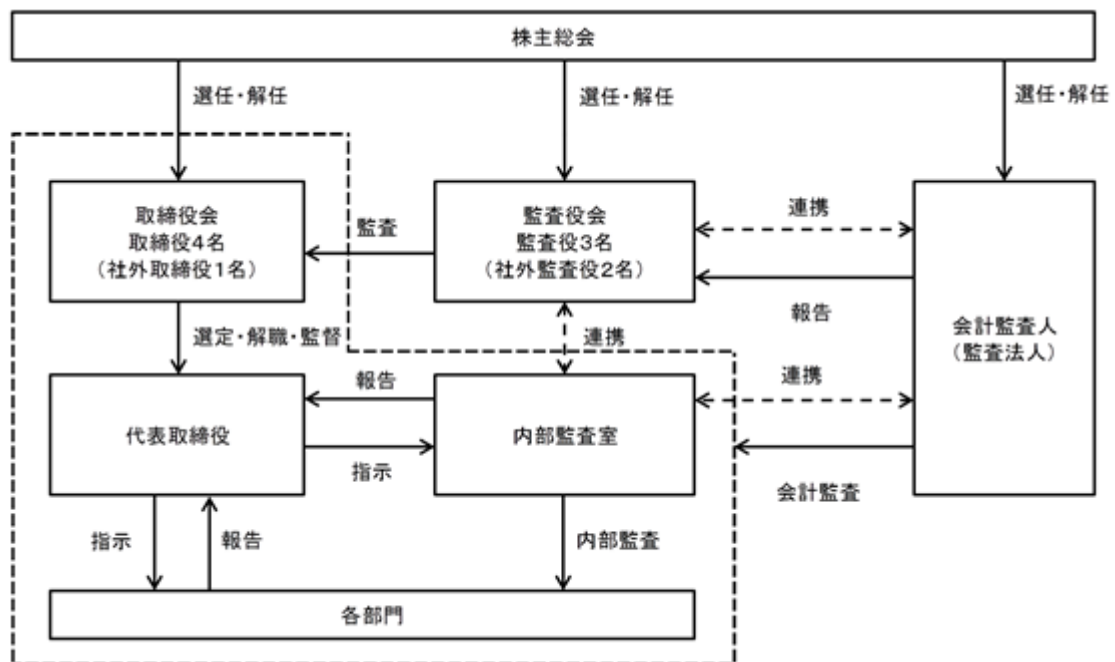 株主総会
選任・解任
選任・解任
選任・解任
取締役会
取締役4名
（社外取締役1名）
監査
監査役会
監査役3名
（社外監査役2名）
連携
報告
会計監査人
（監査法人）
選定・解職・監督
連携
連携
代表取締役
報告
指示
内部監査室
会計監査
指示
報告
内部監査
各部門